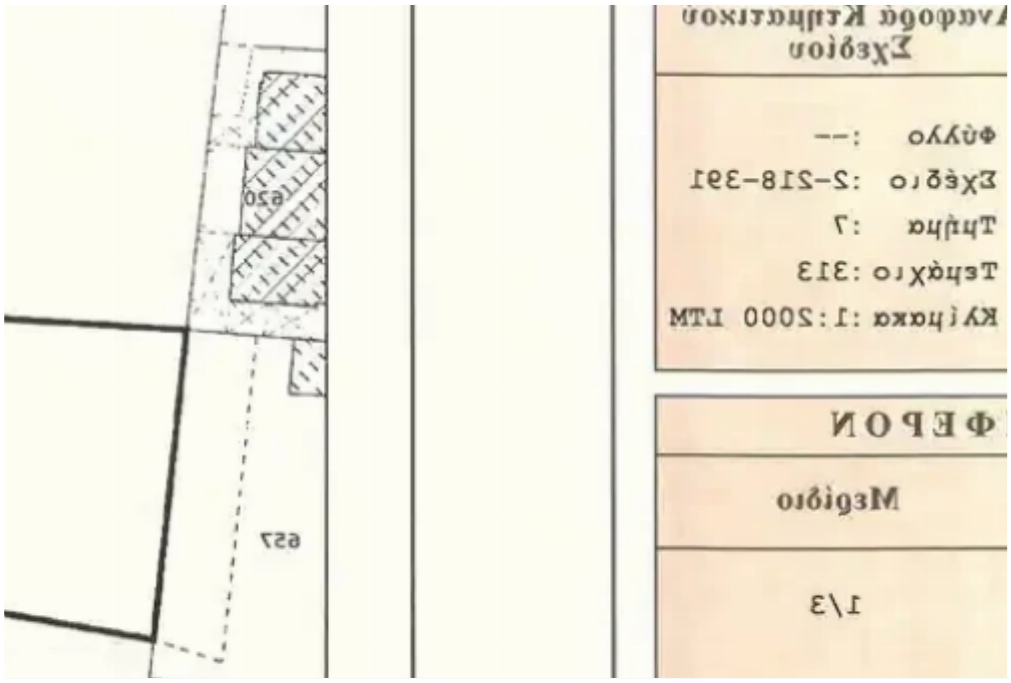 Αναφορά Κτηματικού
Σχεδίου
Φύλλο :--
Σχέδιο :2-218-391
Τμήμα :7
Τεμάχιο :313
Κλίμακα :1:2000 LTM
ΦΕΡΟΝ
Μερίδιο
1/3
620
657